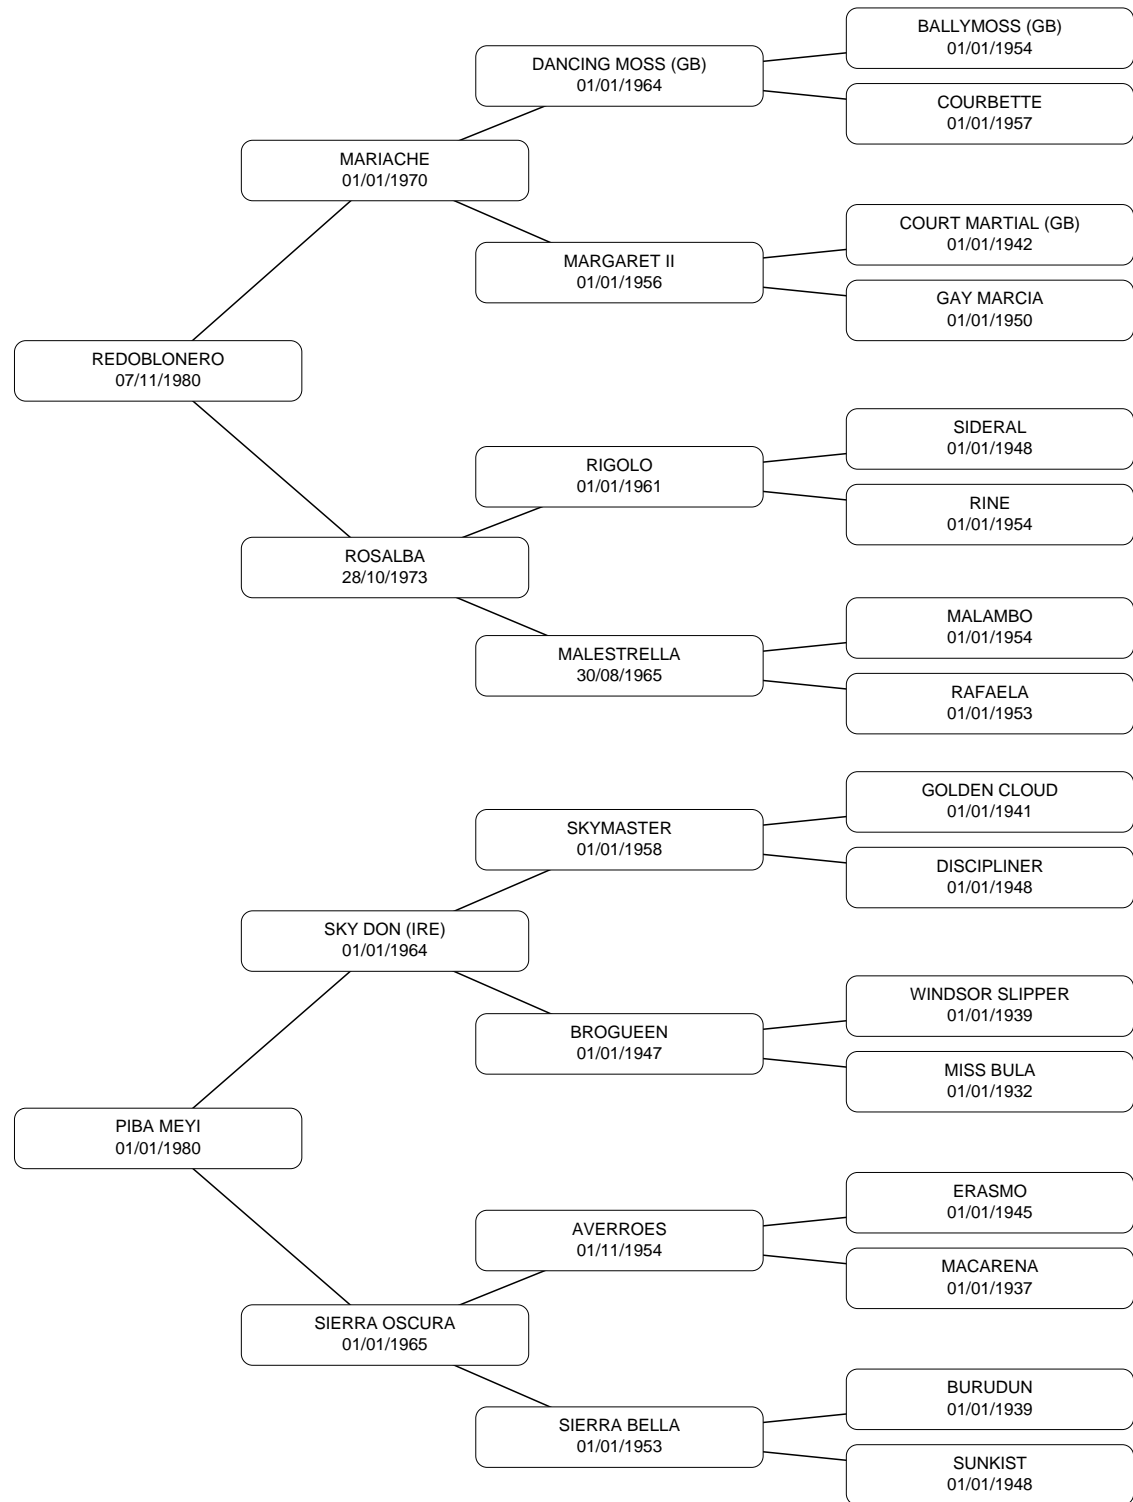 BALLYMOSS (GB)
01/01/1954
DANCING MOSS (GB)
01/01/1964
COURBETTE
01/01/1957
MARIACHE
01/01/1970
COURT MARTIAL (GB)
01/01/1942
MARGARET II
01/01/1956
GAY MARCIA
01/01/1950
REDOBLONERO
07/11/1980
SIDERAL
01/01/1948
RIGOLO
01/01/1961
RINE
01/01/1954
ROSALBA
28/10/1973
MALAMBO
01/01/1954
MALESTRELLA
30/08/1965
RAFAELA
01/01/1953
GOLDEN CLOUD
01/01/1941
SKYMASTER
01/01/1958
DISCIPLINER
01/01/1948
SKY DON (IRE)
01/01/1964
WINDSOR SLIPPER
01/01/1939
BROGUEEN
01/01/1947
MISS BULA
01/01/1932
PIBA MEYI
01/01/1980
ERASMO
01/01/1945
AVERROES
01/11/1954
MACARENA
01/01/1937
SIERRA OSCURA
01/01/1965
BURUDUN
01/01/1939
SIERRA BELLA
01/01/1953
SUNKIST
01/01/1948